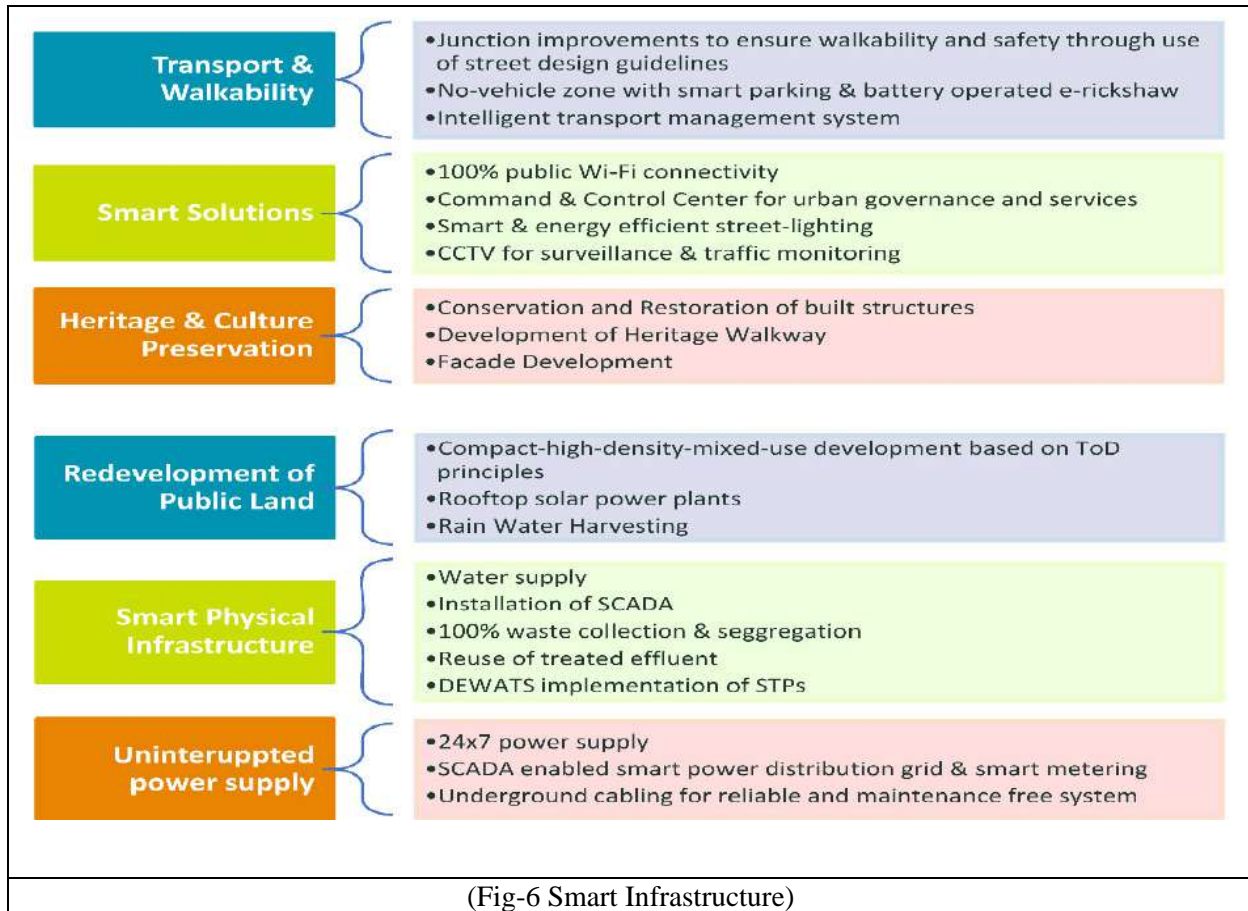 Transport &
Walkability
•Junction improvements to ensure walkability and safety through use
of street design guidelines
•No-vehicle zone with smart parking & battery operated e-rickshaw
•Intelligent transport management system
Smart Solutions
•100% public Wi-Fi connectivity
•Command & Control Center for urban governance and services
•Smart & energy efficient street-lighting
•CCTV for surveillance & traffic monitoring
Heritage & Culture
Preservation
•Conservation and Restoration of built structures
•Development of Heritage Walkway
•Facade Development
Redevelopment of
Public Land
•Compact-high-density-mixed-use development based on ToD
principles
•Rooftop solar power plants
•Rain Water Harvesting
Smart Physical
Infrastructure
•Water supply
•Installation of SCADA
•100% waste collection & seggregation
•Reuse of treated effluent
•DEWATS implementation of STPs
Uninteruppted
power supply
•24x7 power supply
•SCADA enabled smart power distribution grid & smart metering
•Underground cabling for reliable and maintenance free system
(Fig-6 Smart Infrastructure)